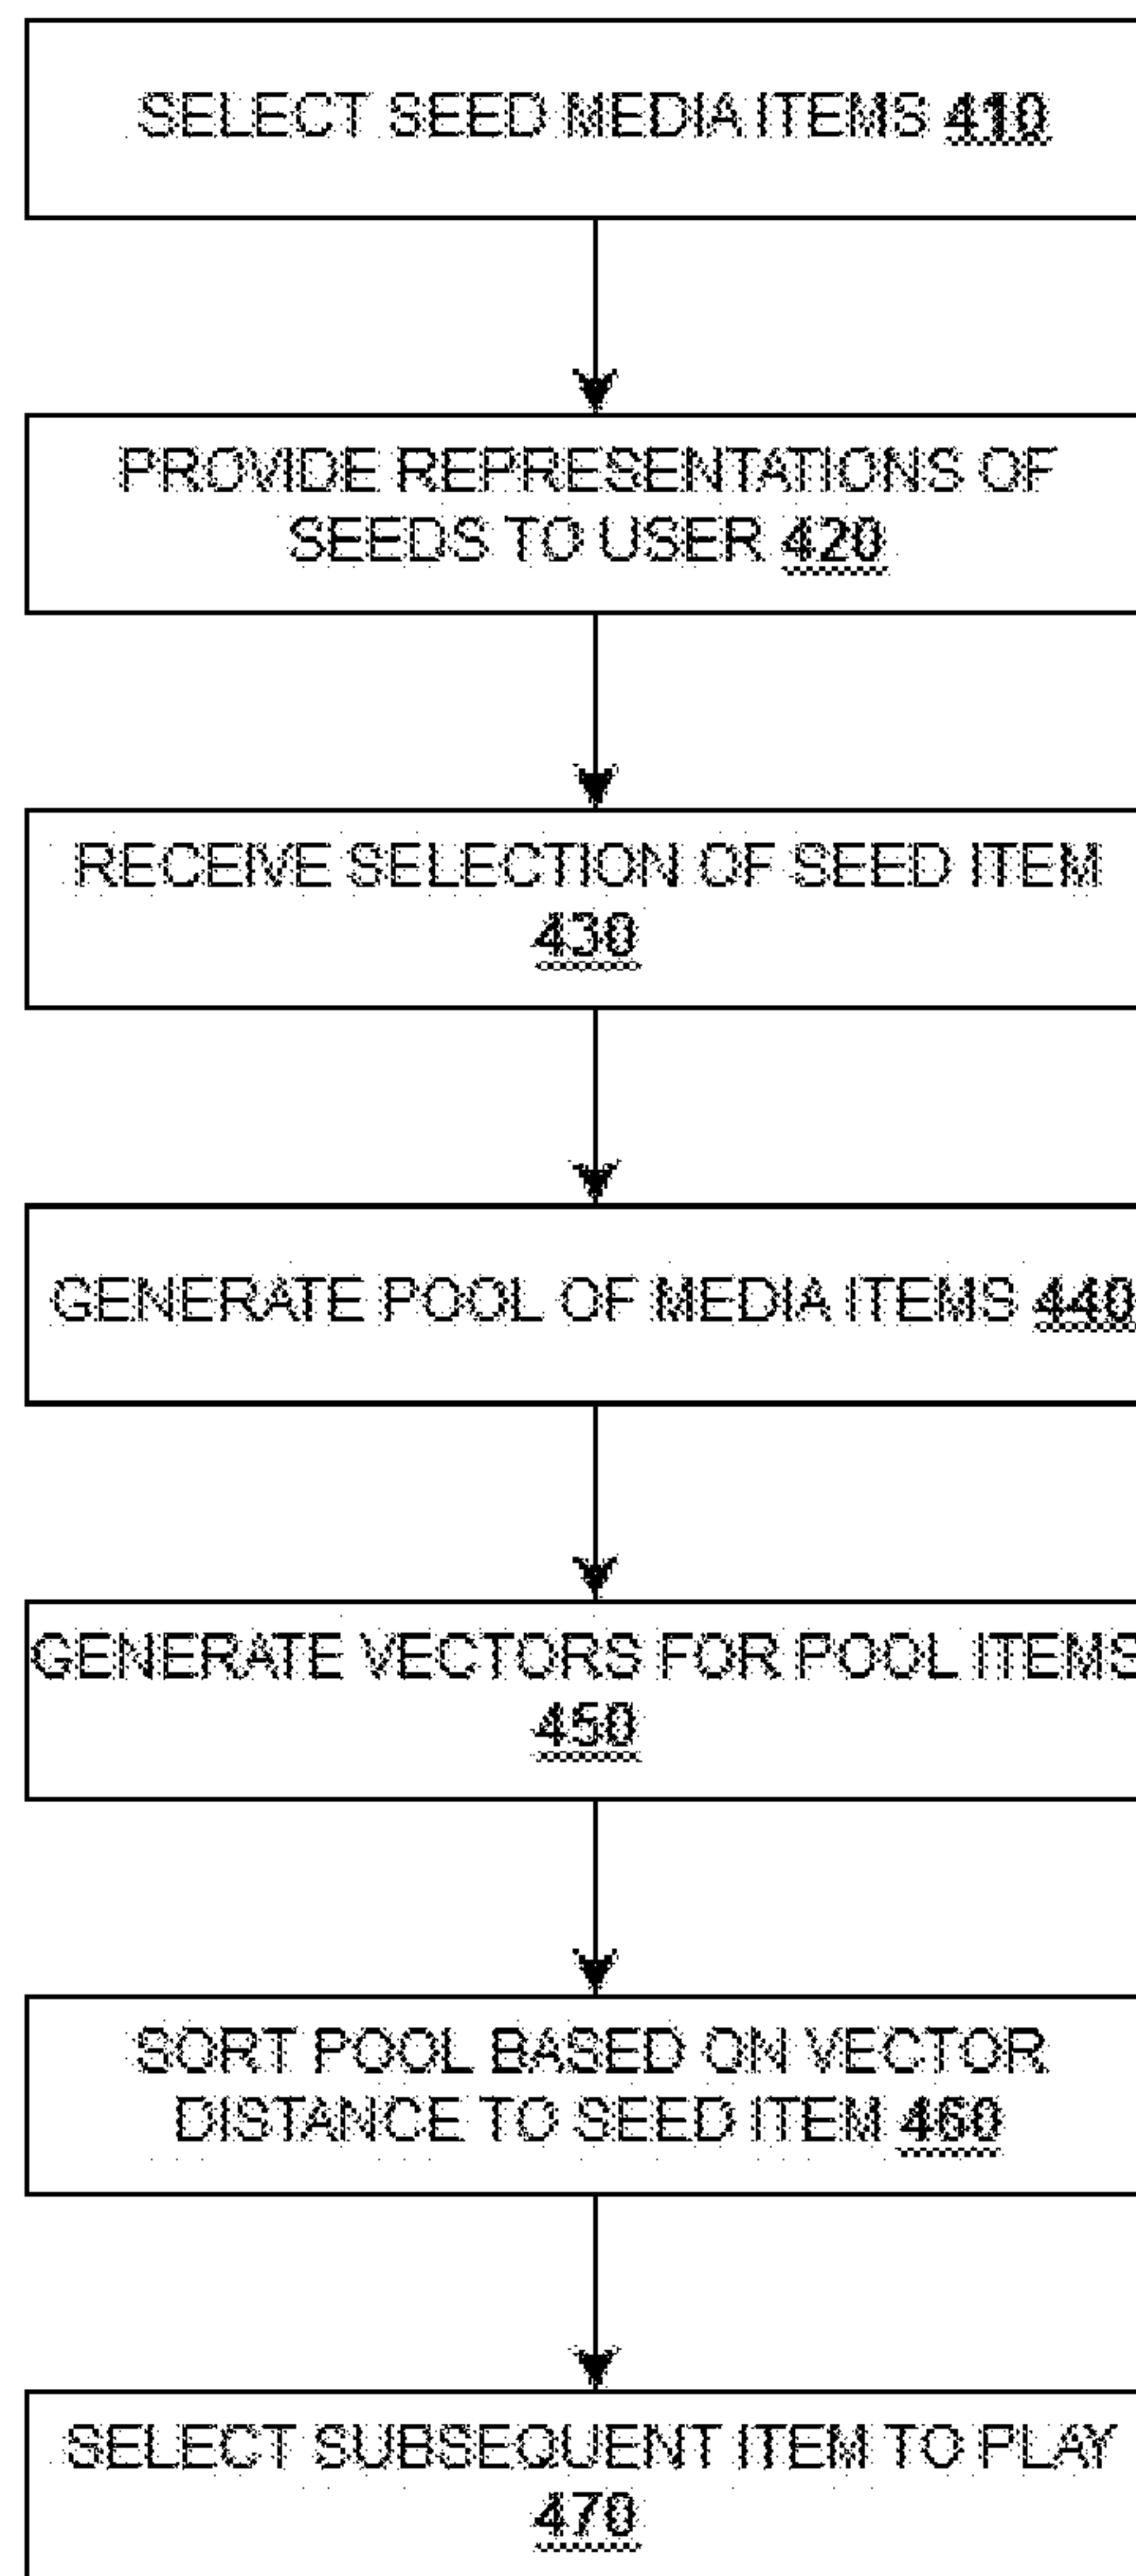 SELECT SEED MEDIA ITEMS 410
PROVIDE REPRESENTATIONS OF
SEEDS TO USER 420
RECEIVE SELECTION OF SEED ITEM
430
GENERATE POOL OF MEDIA ITEMS 440
GENERATE VECTORS FOR POOL ITEMS
450
SORT POOL BASED ON VECTOR
DISTANCE TO SEED ITEM 460
SELECT SUBSEQUENT ITEM TO PLAY
470